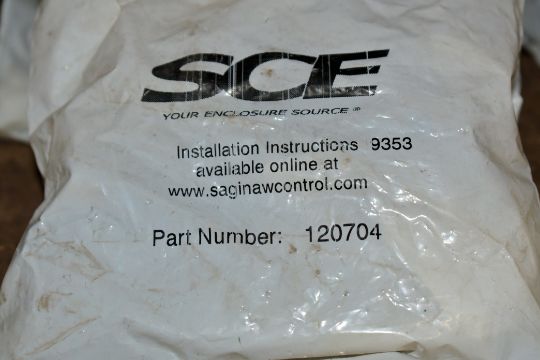 SCE
YOUR ENCLOSURE SOURCE ®
Installation Instructions 9353
available online at
www.saginawcontrol.com
Part Number: 120704